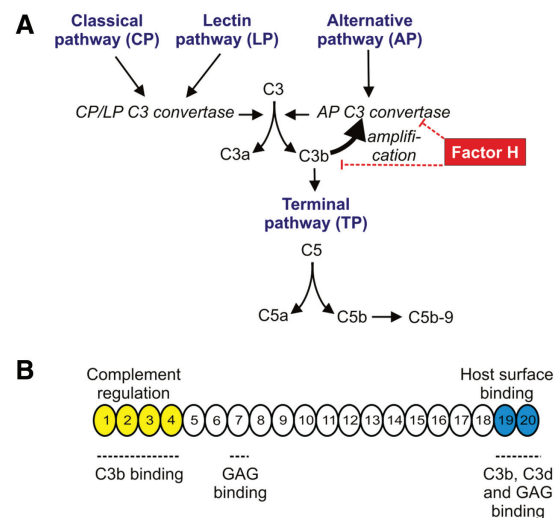 A
Classical
pathway (CP)
Lectin
pathway (LP)
Alternative
pathway (AP)
C3
CP/LP C3 convertase
AP C3 convertase
amplifi-
cation
Factor H
C3a
C3b
Terminal
pathway (TP)
C5
C5a
C5b
C5b-9
B
Complement
regulation
Host surface
binding
1 2 3 4 5 6 7 8 9 10 11 12 13 14 15 16 17 18 19 20
C3b binding
GAG
binding
C3b, C3d
and GAG
binding